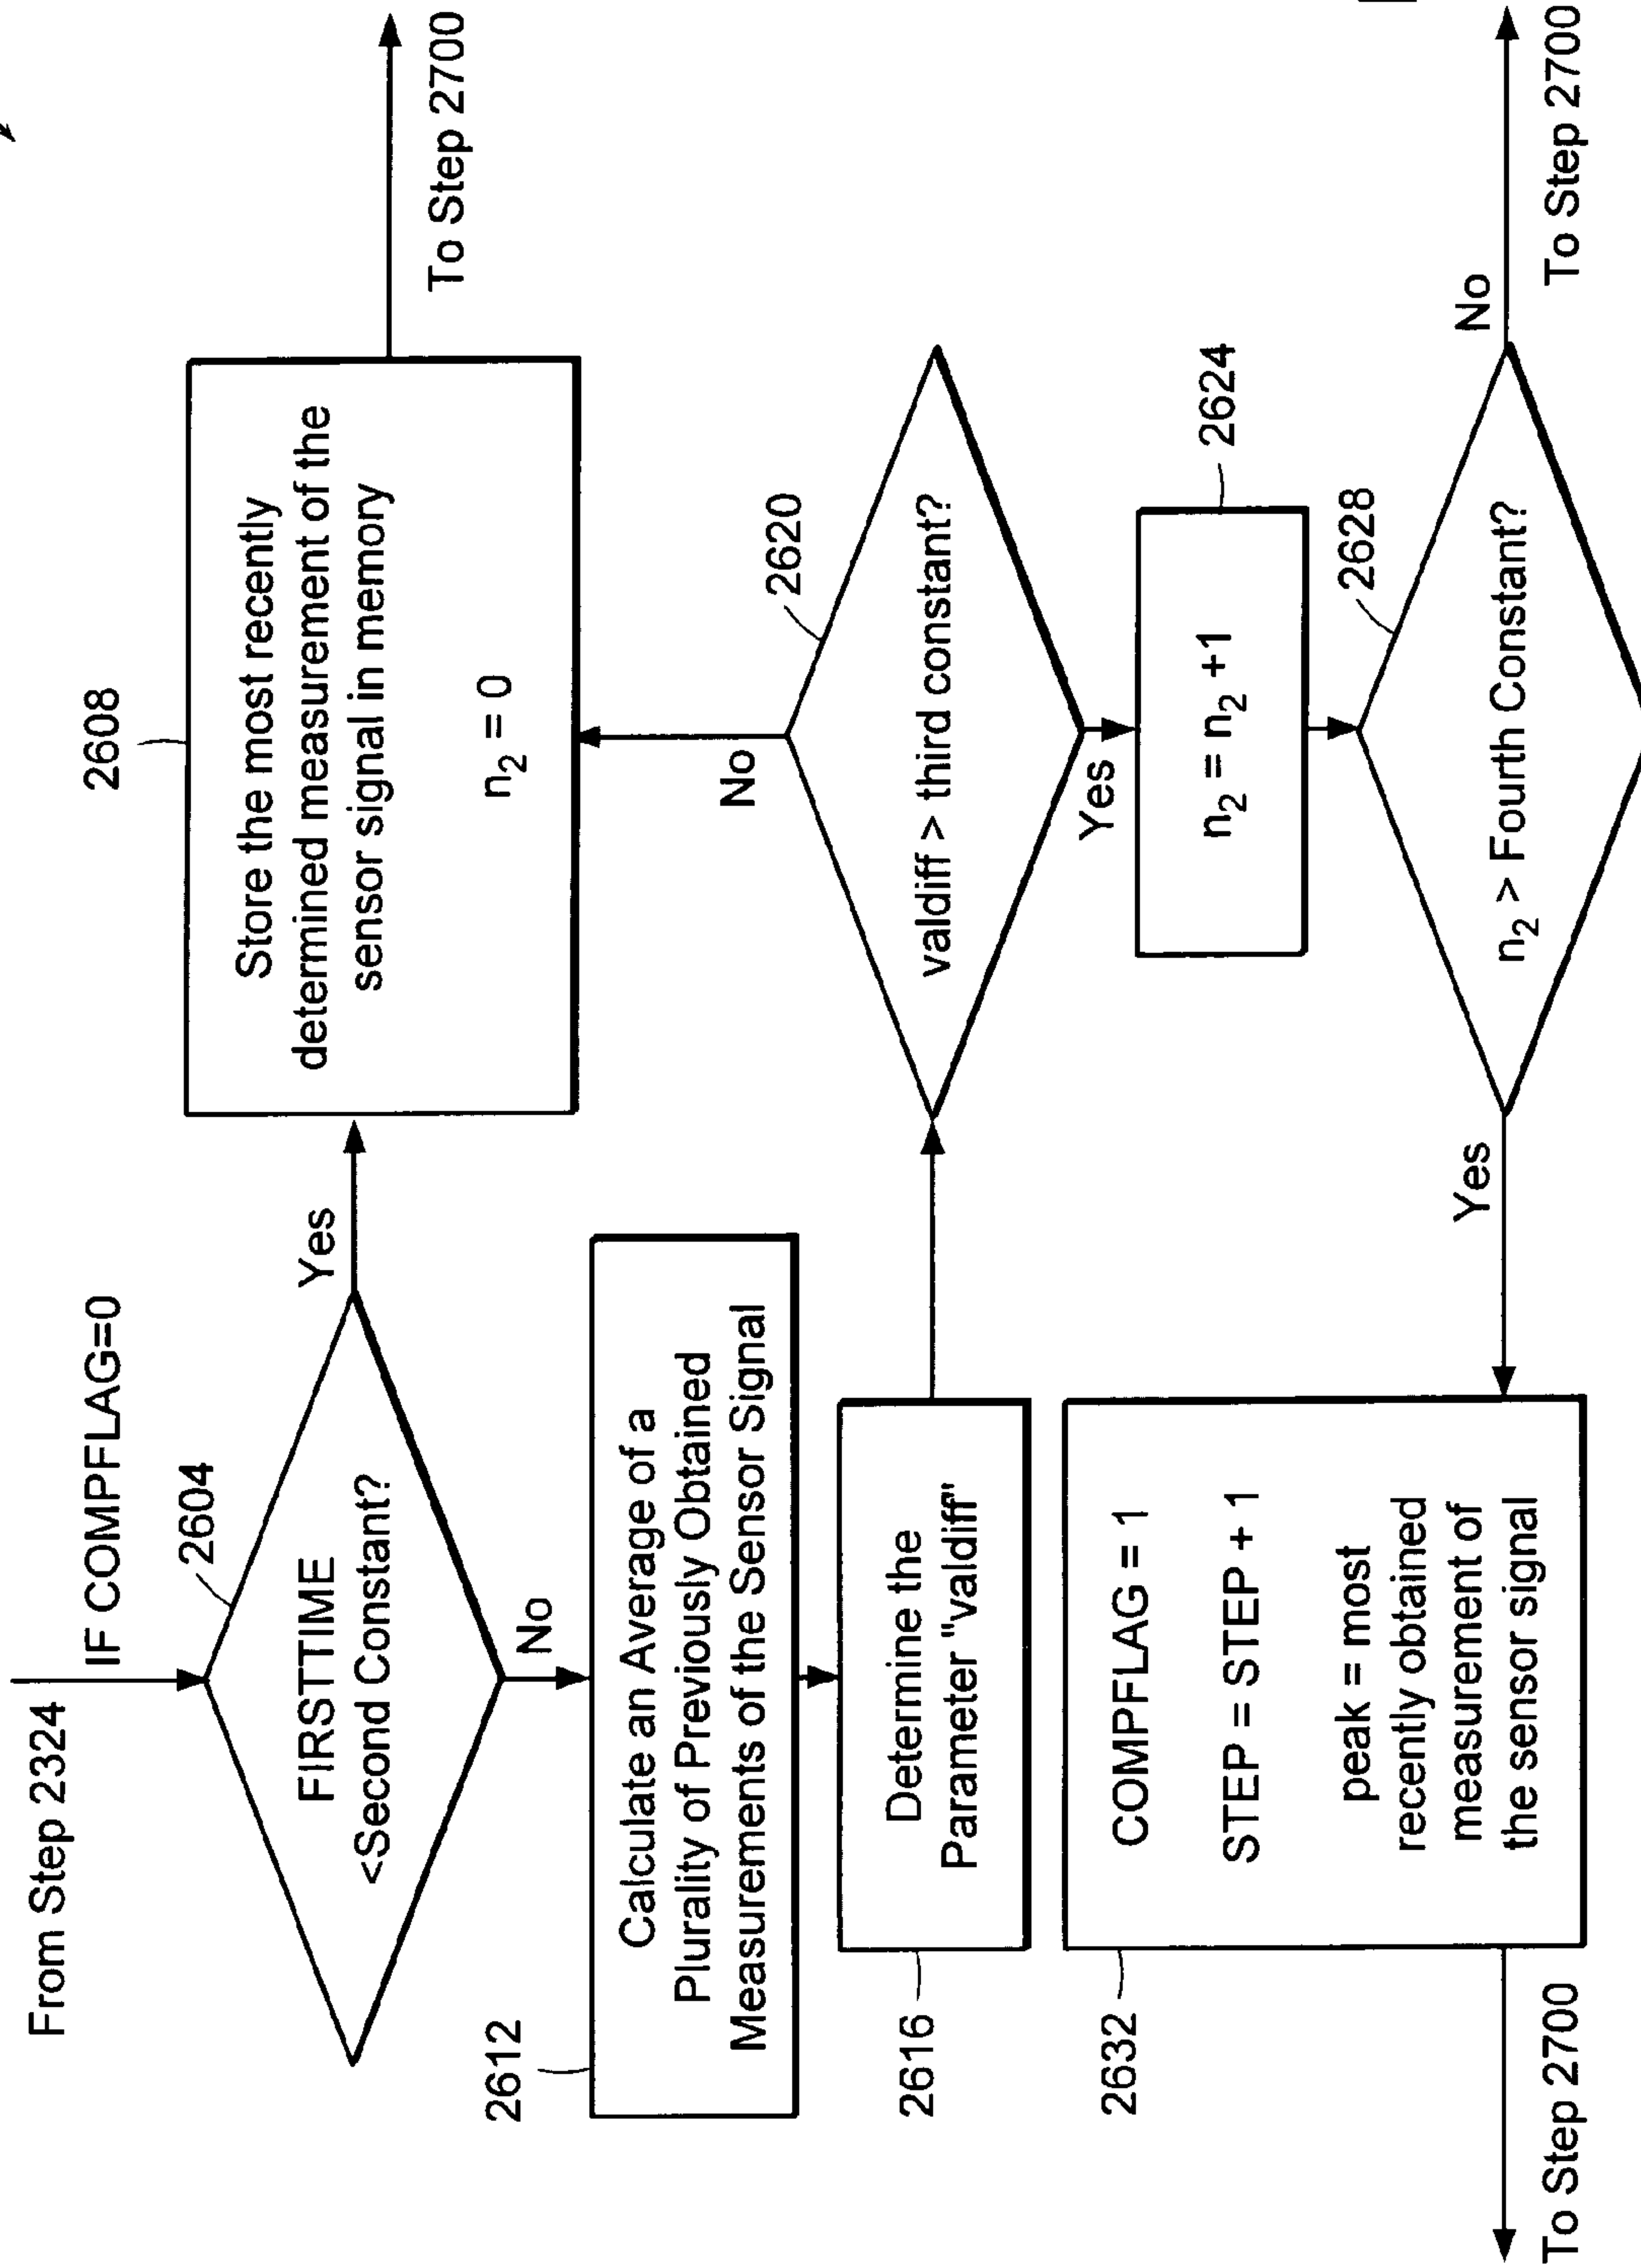 From Step 2324
IF COMPFLAG=0
2604
FIRSTTIME
<Second Constant?
Yes
No
2608
Store the most recently
determined measurement of the
sensor signal in memory
n₂ = 0
To Step 2700
2612
Calculate an Average of a
Plurality of Previously Obtained
Measurements of the Sensor Signal
2616
Determine the
Parameter "valdiff"
2620
valdiff > third constant?
No
Yes
2624
n₂ = n₂ +1
2628
n₂ > Fourth Constant?
No
To Step 2700
Yes
2632
COMPFLAG = 1
STEP = STEP + 1
peak = most
recently obtained
measurement of
the sensor signal
To Step 2700